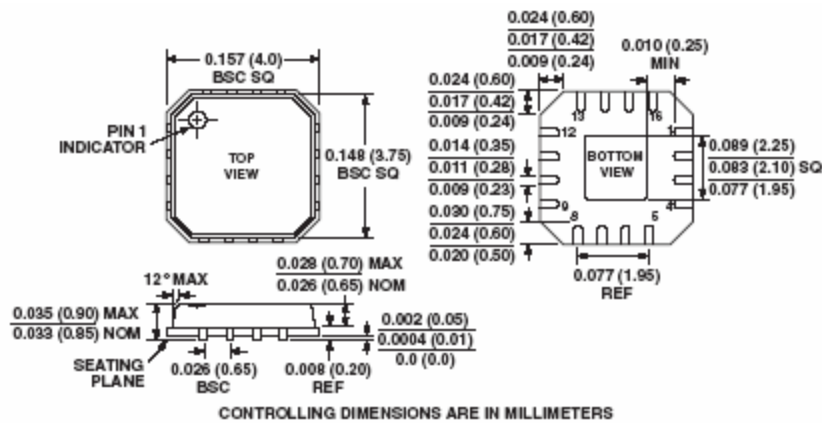 0.157 (4.0)
BSC SQ
PIN 1
INDICATOR
TOP
VIEW
0.148 (3.75)
BSC SQ
0.024 (0.60)
0.017 (0.42)
0.009 (0.24)
0.010 (0.25)
MIN
0.024 (0.60)
0.017 (0.42)
0.009 (0.24)
0.014 (0.35)
0.011 (0.28)
0.009 (0.23)
0.030 (0.75)
0.024 (0.60)
0.020 (0.50)
13
16
12
1
BOTTOM
VIEW
9
4
8
5
0.089 (2.25)
0.083 (2.10) SQ
0.077 (1.95)
0.077 (1.95)
REF
12° MAX
0.028 (0.70) MAX
0.026 (0.65) NOM
0.035 (0.90) MAX
0.033 (0.85) NOM
SEATING
PLANE
0.026 (0.65)
BSC
0.008 (0.20)
REF
0.002 (0.05)
0.0004 (0.01)
0.0 (0.0)
CONTROLLING DIMENSIONS ARE IN MILLIMETERS